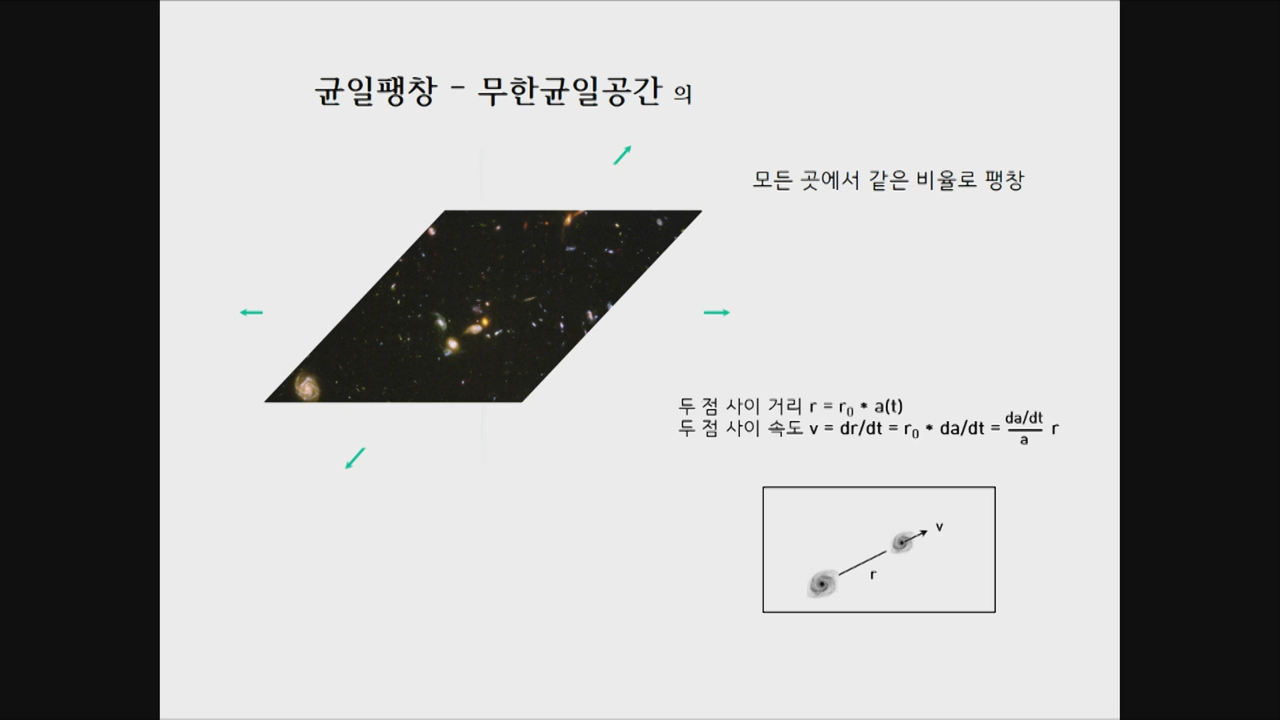 균일팽창 - 무한균일공간 의
모든 곳에서 같은 비율로 팽창
두 점 사이 거리 r = r₀ * a(t)
두 점 사이 속도 v = dr/dt = r₀ * da/dt = \frac{da/dt}{a} r
v
r